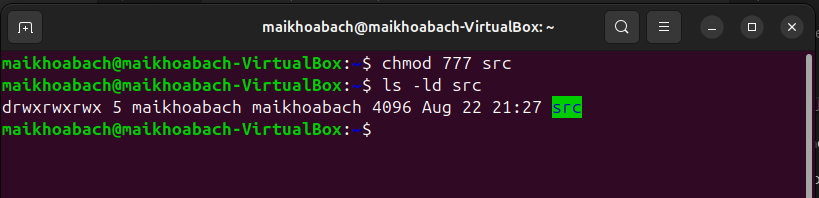 maikhoabach@maikhoabach-VirtualBox: ~
maikhoabach@maikhoabach-VirtualBox:~$ chmod 777 src
maikhoabach@maikhoabach-VirtualBox:~$ ls -ld src
drwxrwxrwx 5 maikhoabach maikhoabach 4096 Aug 22 21:27 src
maikhoabach@maikhoabach-VirtualBox:~$